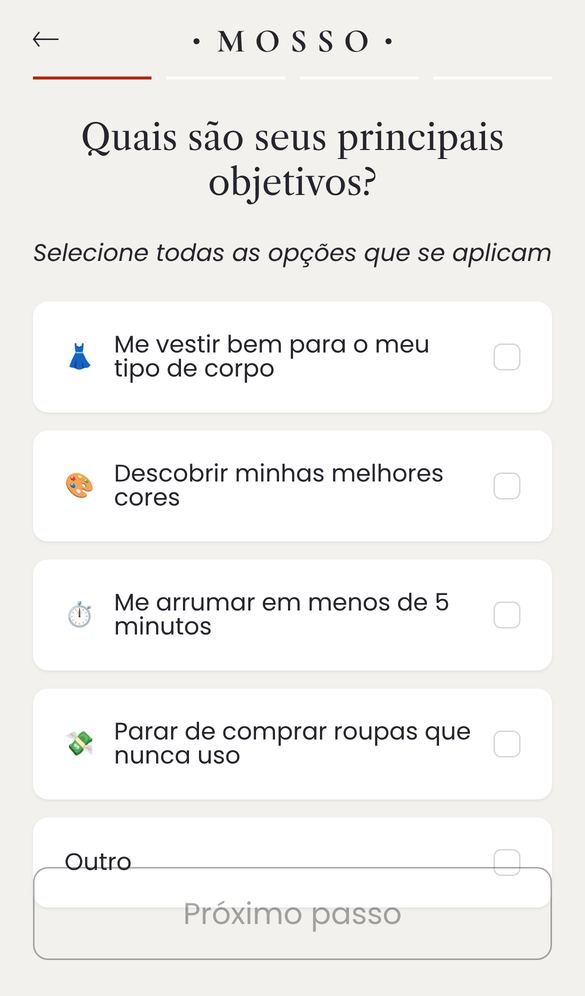 · MOSSO ·
Quais são seus principais
objetivos?
Selecione todas as opções que se aplicam
Me vestir bem para o meu
tipo de corpo
Descobrir minhas melhores
cores
Me arrumar em menos de 5
minutos
Parar de comprar roupas que
nunca uso
Outro
Próximo passo